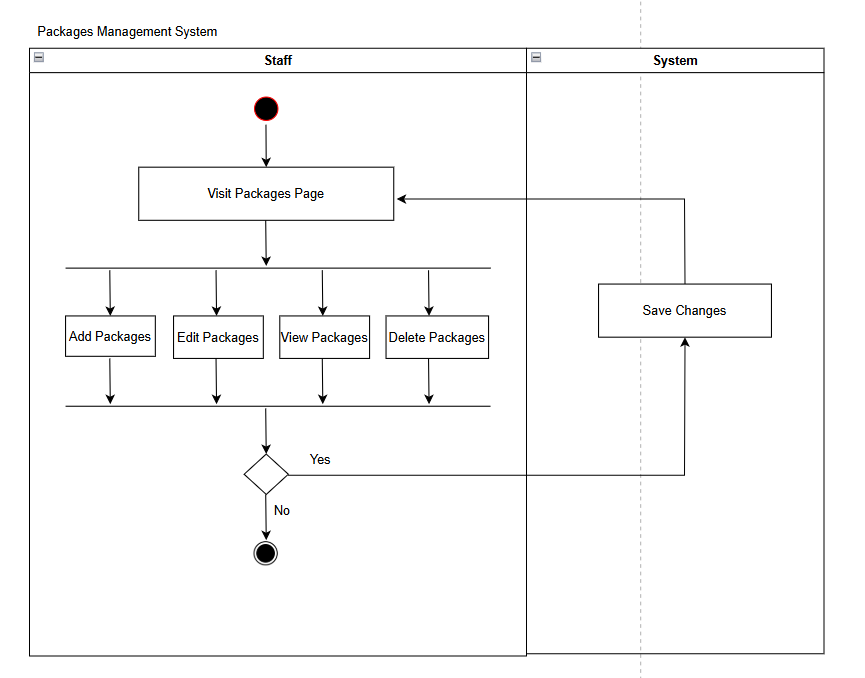 Packages Management System
Staff
System
Visit Packages Page
Save Changes
Add Packages
Edit Packages
View Packages
Delete Packages
Yes
No